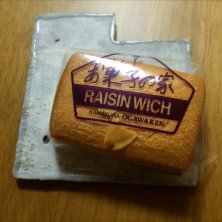 お菓子の家
RAISIN WICH
KAMAKURA OGAWAKEN